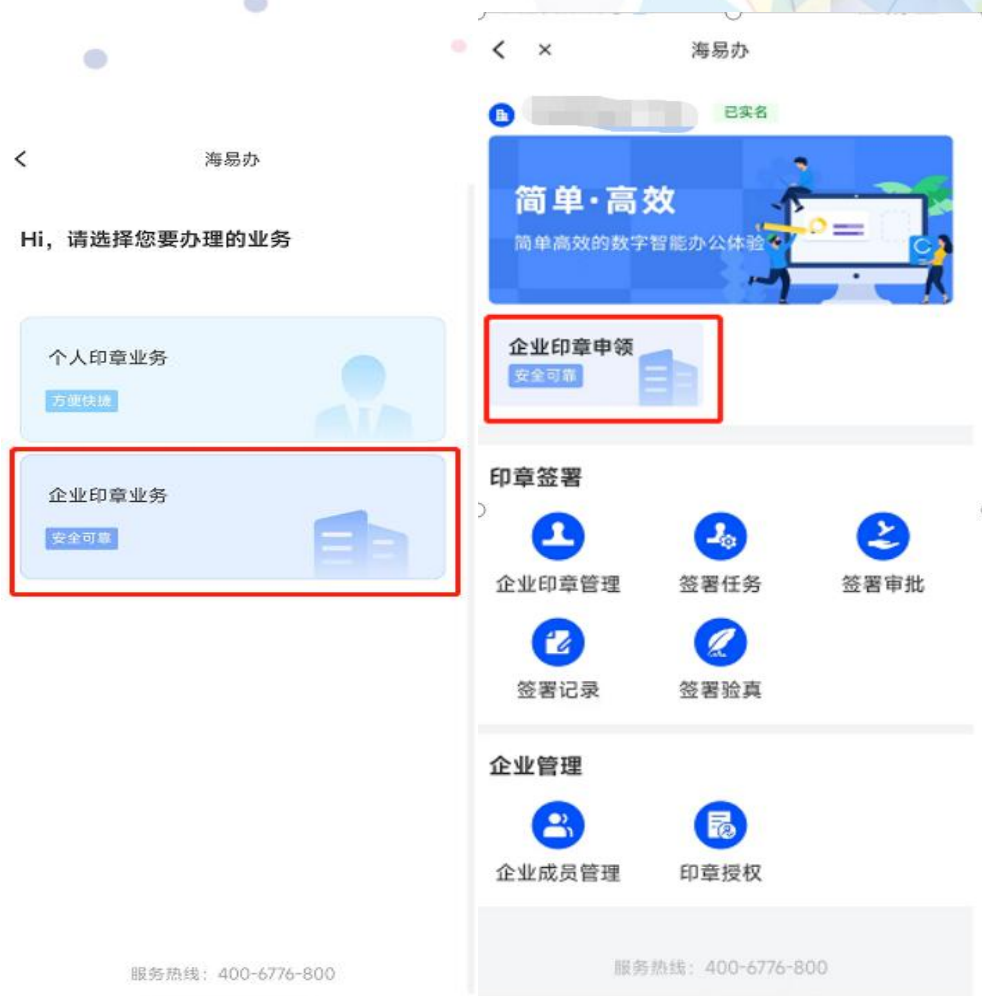 海易办
Hi，请选择您要办理的业务
个人印章业务
方便快捷
企业印章业务
安全可靠
服务热线：400-6776-800
海易办
已实名
简单·高效
简单高效的数字智能办公体验
企业印章申领
安全可靠
印章签署
企业印章管理
签署任务
签署审批
签署记录
签署验真
企业管理
企业成员管理
印章授权
服务热线：400-6776-800